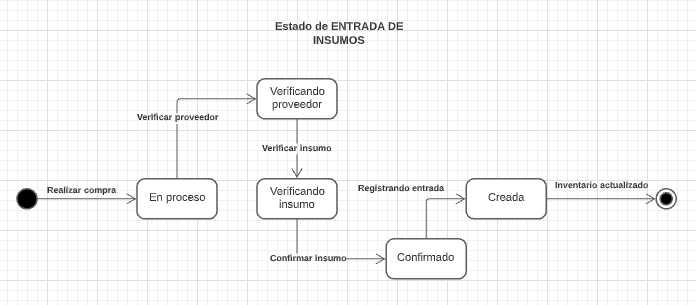 Estado de ENTRADA DE
INSUMOS
Verificando
proveedor
Verificar proveedor
Verificar insumo
Realizar compra
En proceso
Verificando
insumo
Registrando entrada
Creada
Inventario actualizado
Confirmar insumo
Confirmado